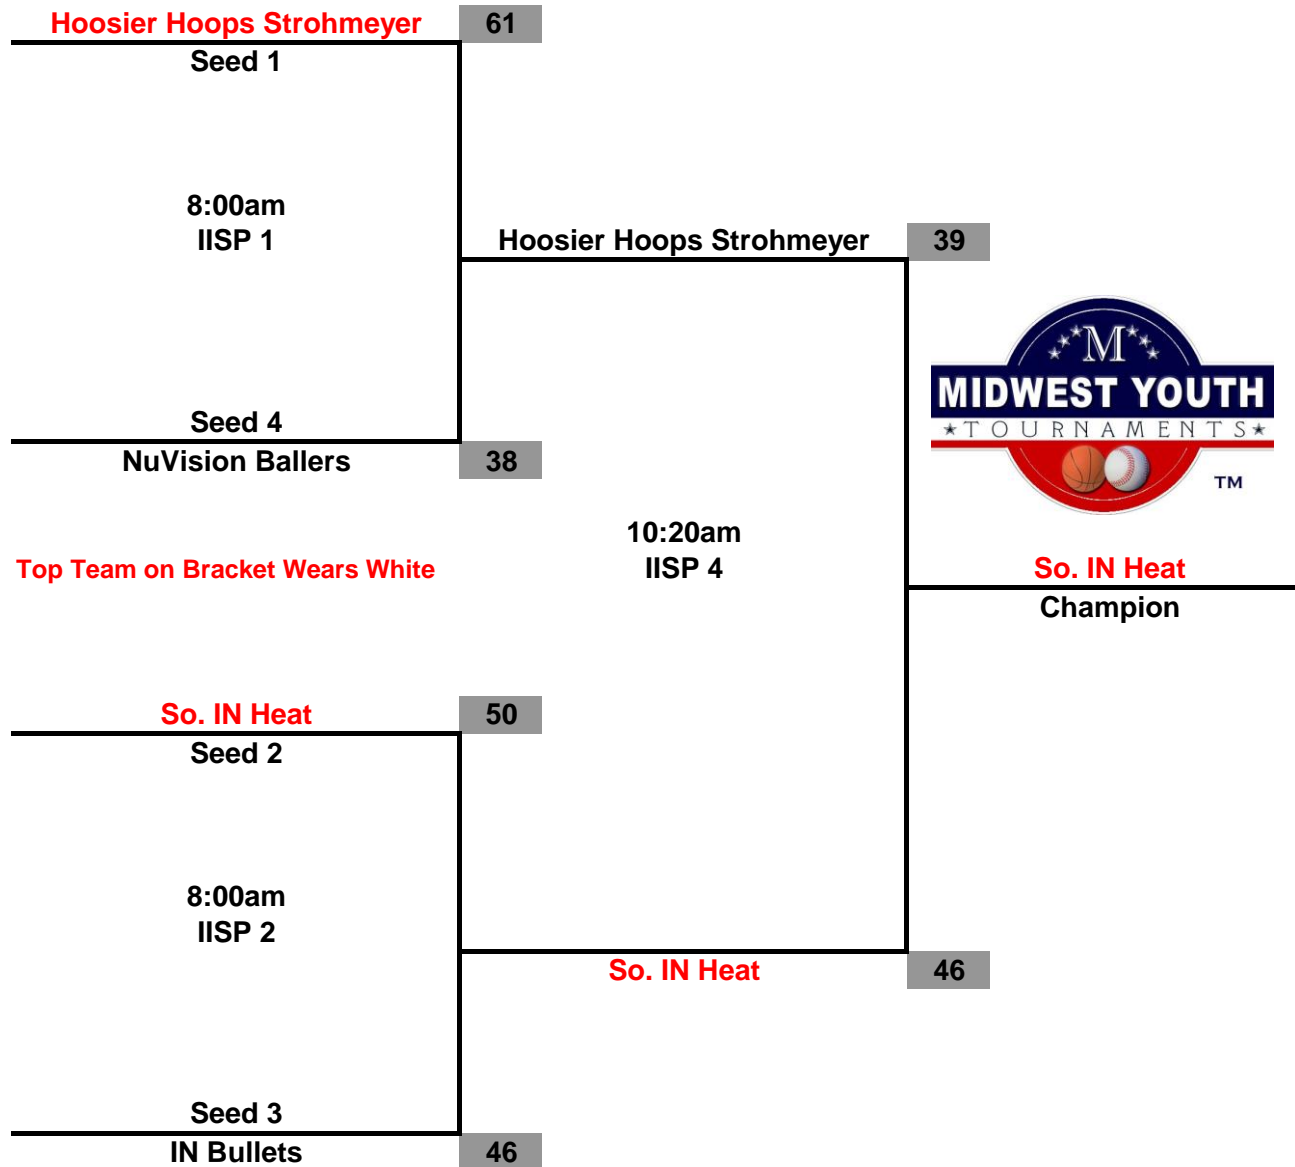 Hoosier Hoops Strohmeyer 61
Seed 1
8:00am
IISP 1
Hoosier Hoops Strohmeyer 39
M
MIDWEST YOUTH
TOURNAMENTS
TM
Seed 4
NuVision Ballers 38
10:20am
IISP 4
Top Team on Bracket Wears White
So. IN Heat
Champion
So. IN Heat 50
Seed 2
8:00am
IISP 2
So. IN Heat 46
Seed 3
IN Bullets 46